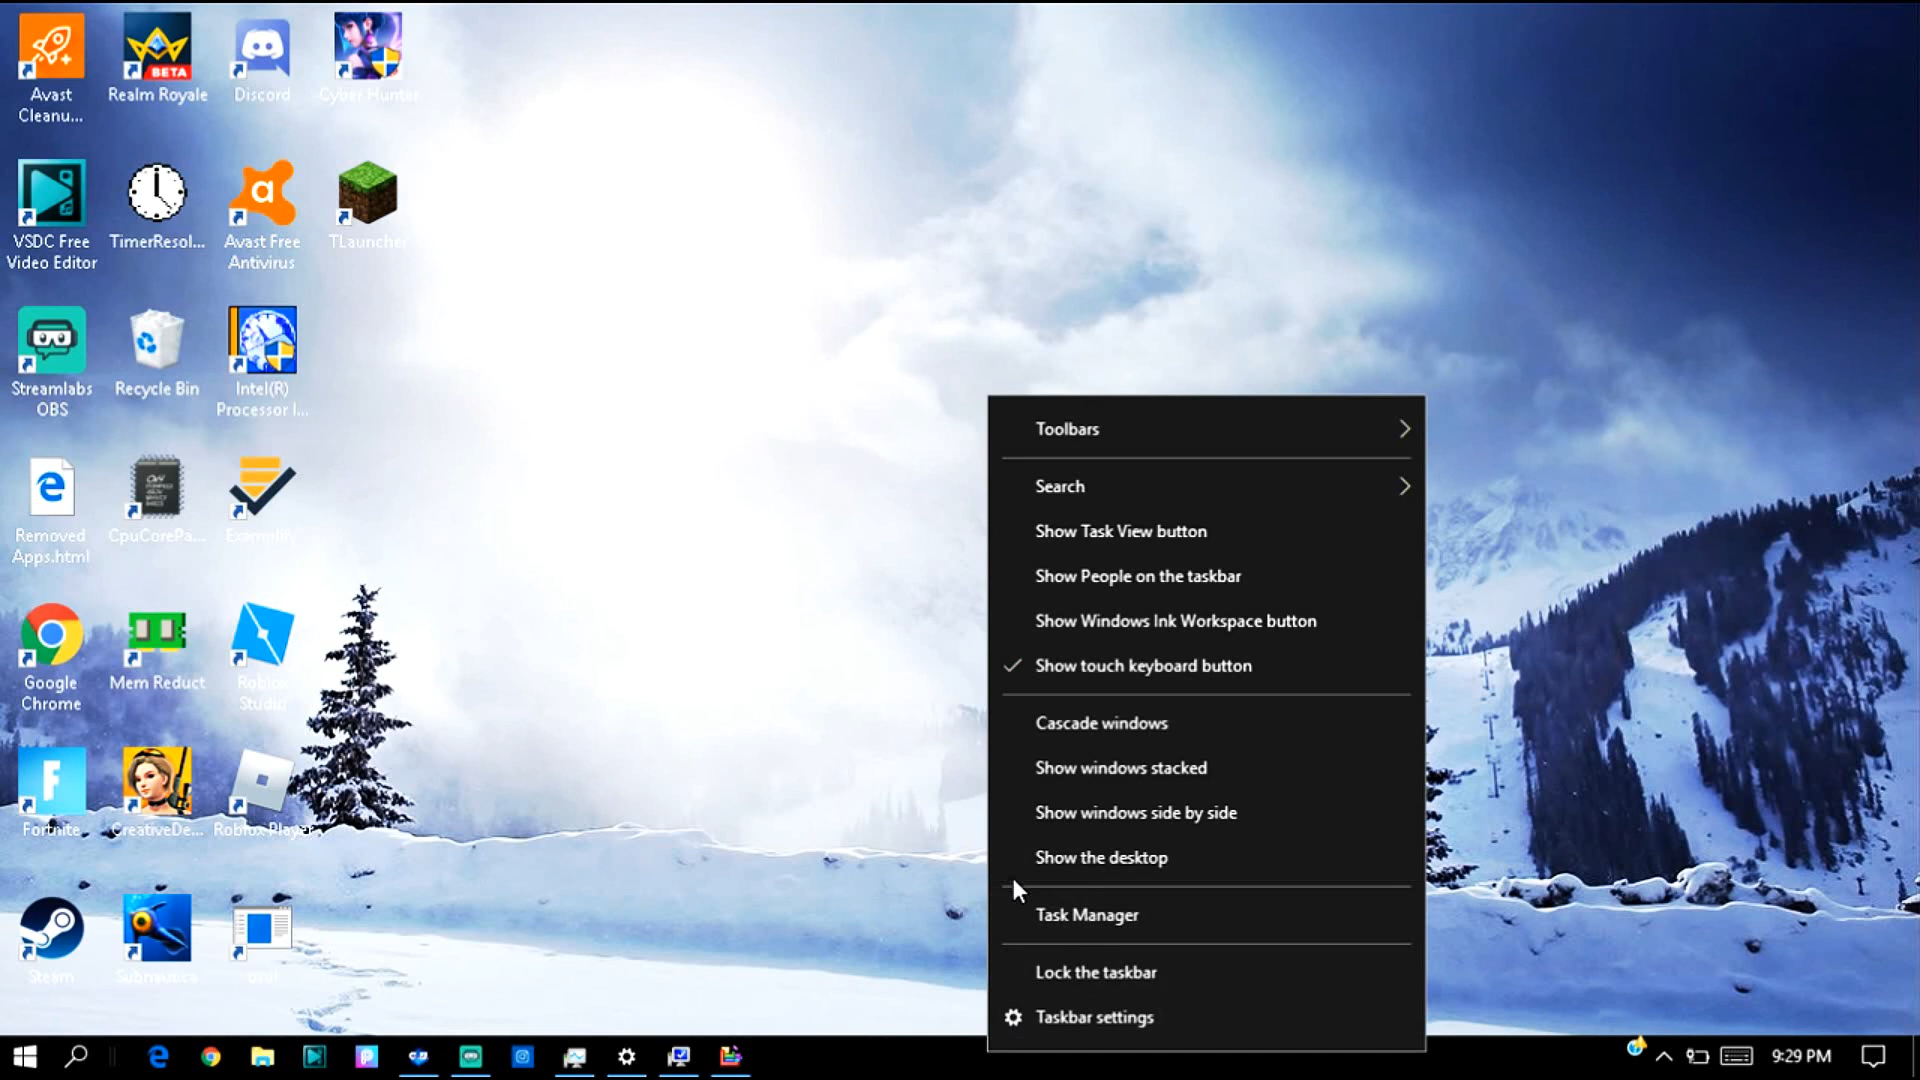 Avast
Cleanu...
Realm Royale
BETA
Discord
Cyber Hunter
VSDC Free
Video Editor
TimerResol...
Avast Free
Antivirus
TLauncher
Streamlabs
OBS
Recycle Bin
Intel(R)
Processor I...
Removed
Apps.html
CpuCorePa...
Examplify
Google
Chrome
Mem Reduct
Roblox
Studio
Fortnite
CreativeDe...
Roblox Player
Steam
Subnautica
Toolbars
Search
Show Task View button
Show People on the taskbar
Show Windows Ink Workspace button
Show touch keyboard button
Cascade windows
Show windows stacked
Show windows side by side
Show the desktop
Task Manager
Lock the taskbar
Taskbar settings
9:29 PM